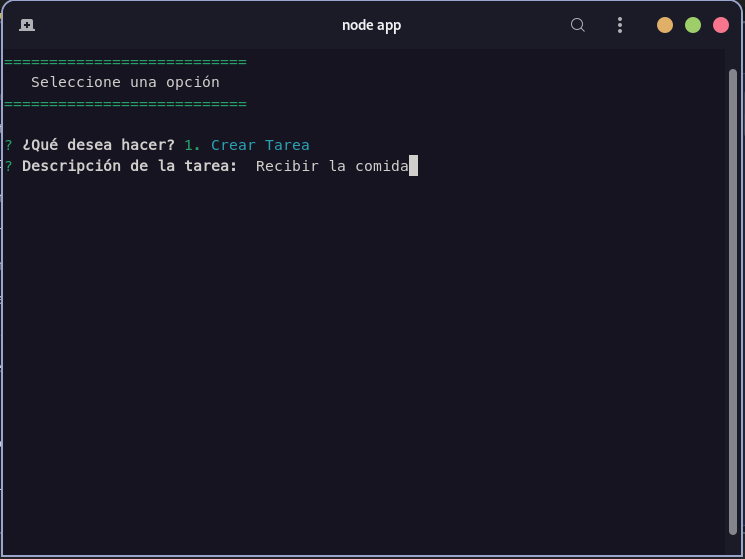 node app
===========================
Seleccione una opción
===========================
? ¿Qué desea hacer? 1. Crear Tarea
? Descripción de la tarea:  Recibir la comida